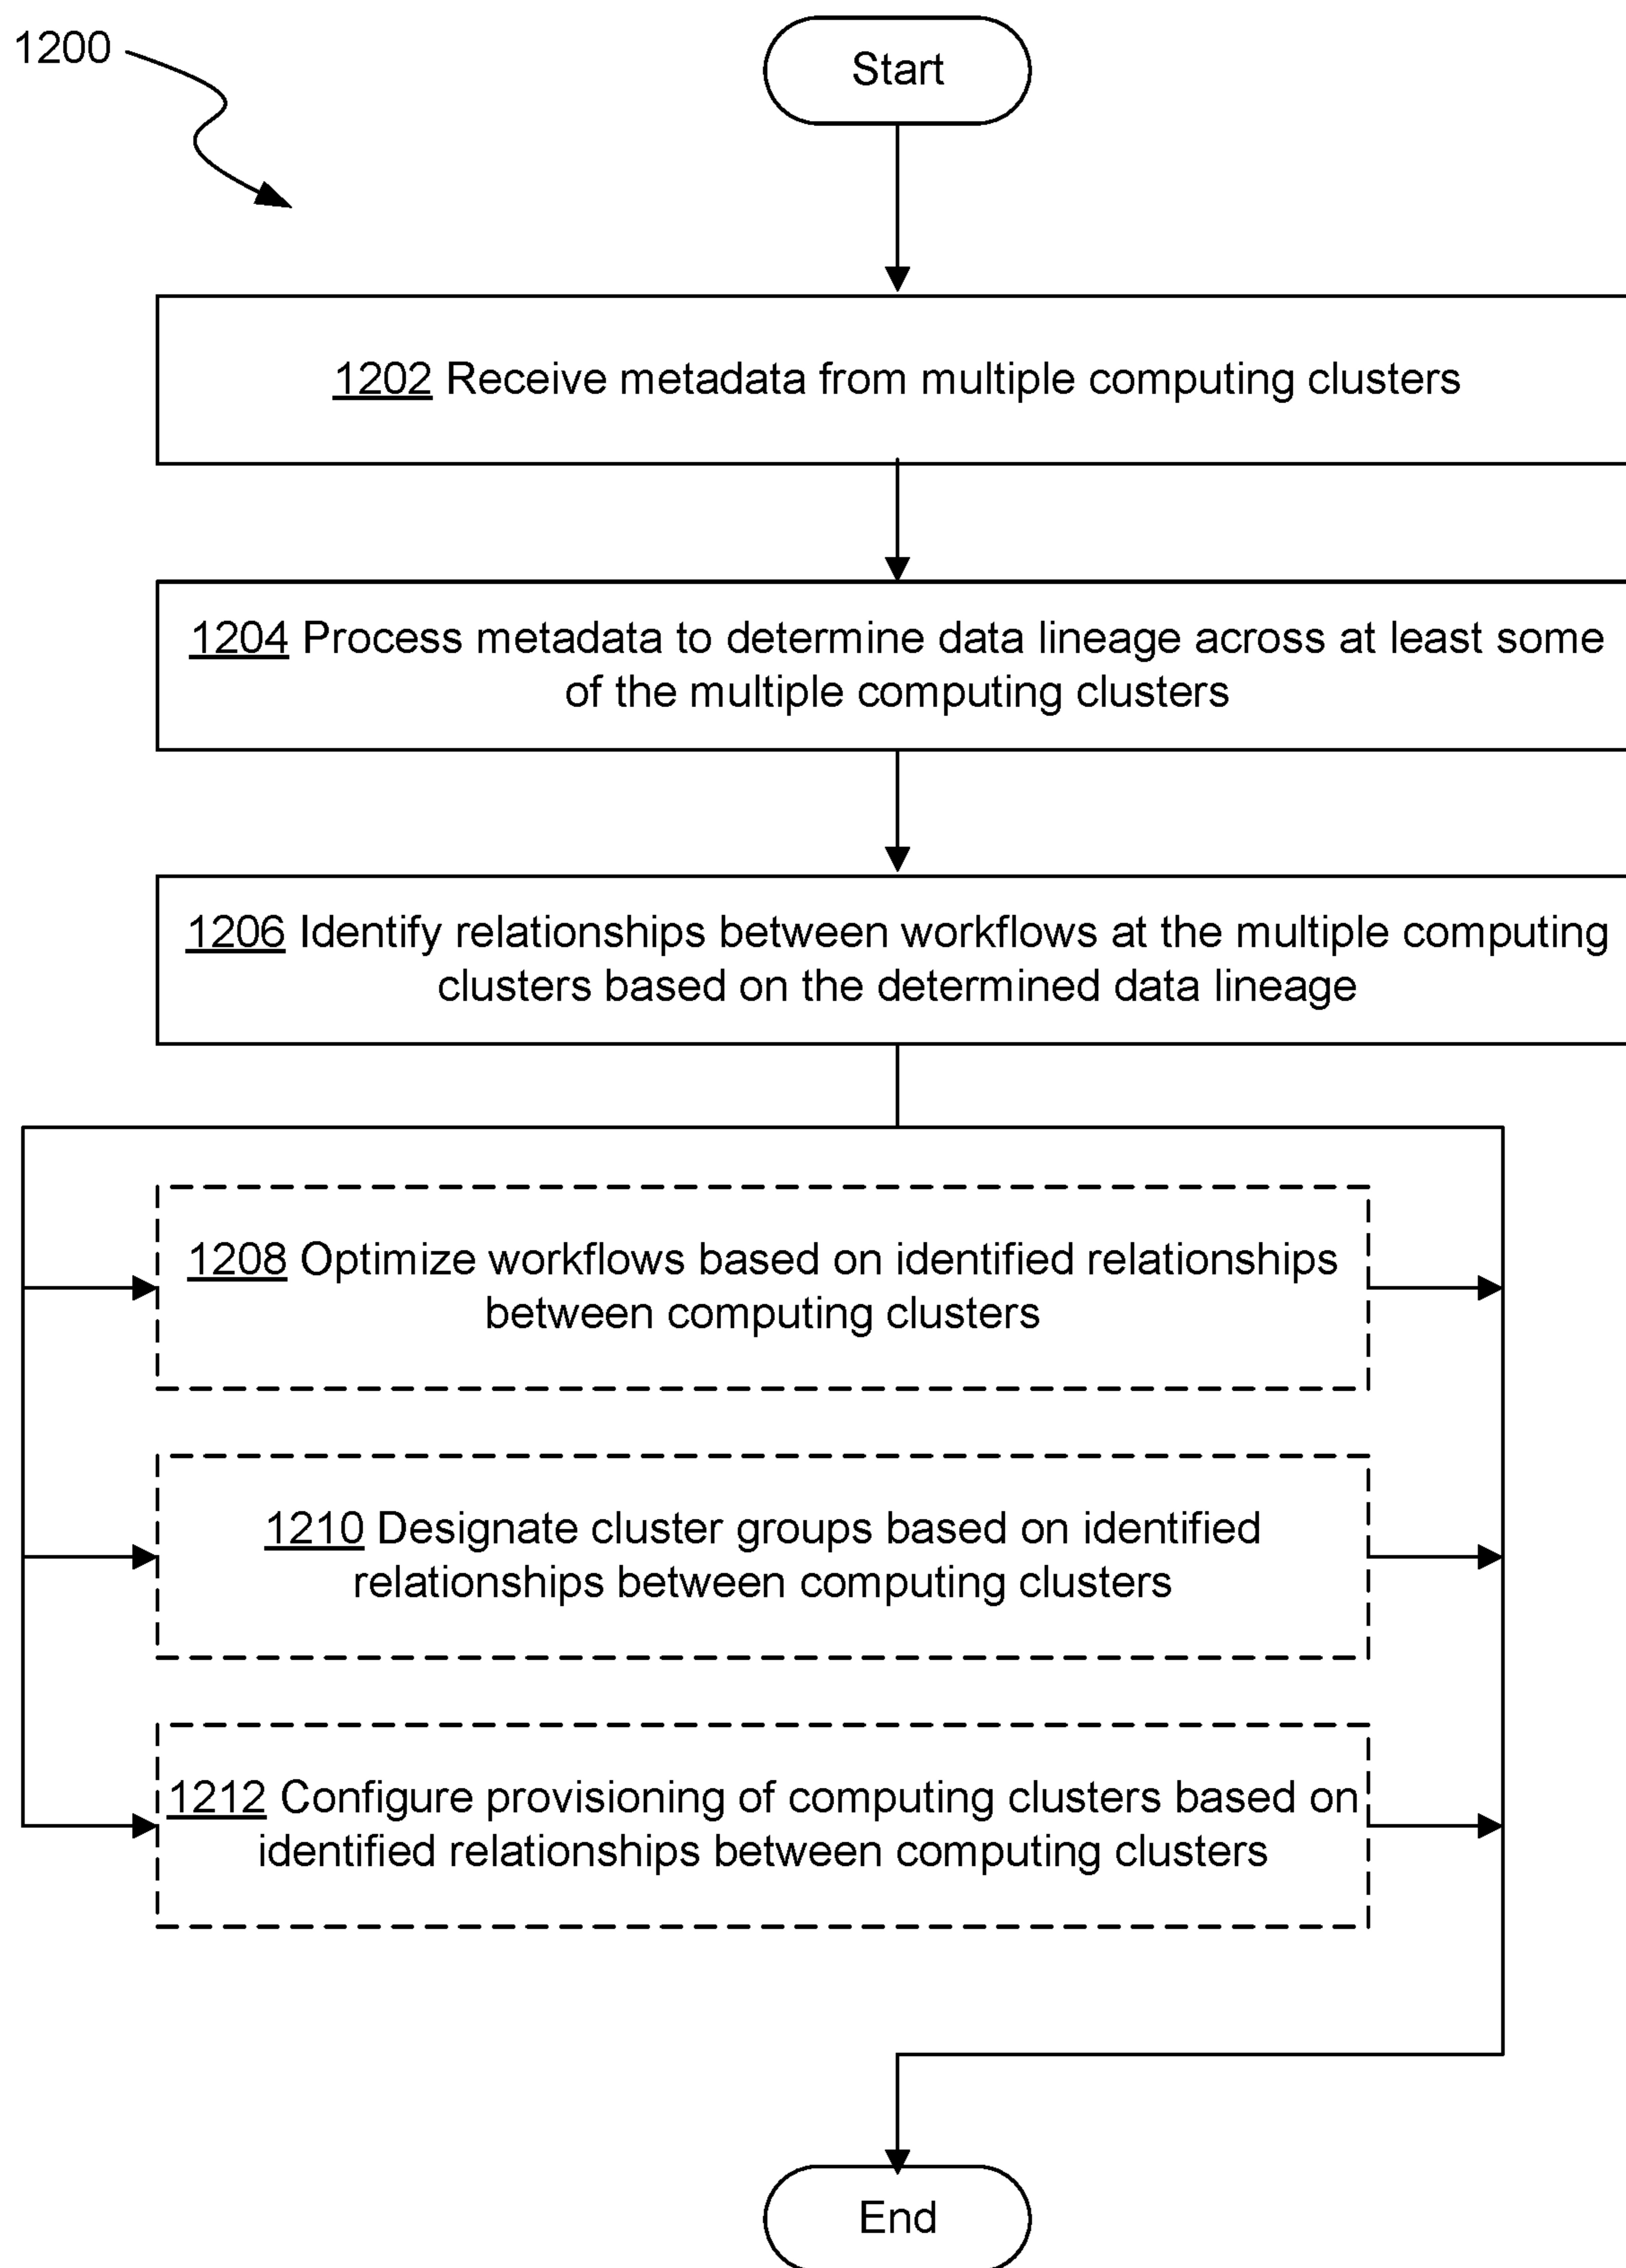 1200
Start
1202 Receive metadata from multiple computing clusters
1204 Process metadata to determine data lineage across at least some
of the multiple computing clusters
1206 Identify relationships between workflows at the multiple computing
clusters based on the determined data lineage
1208 Optimize workflows based on identified relationships
between computing clusters
1210 Designate cluster groups based on identified
relationships between computing clusters
1212 Configure provisioning of computing clusters based on
identified relationships between computing clusters
End